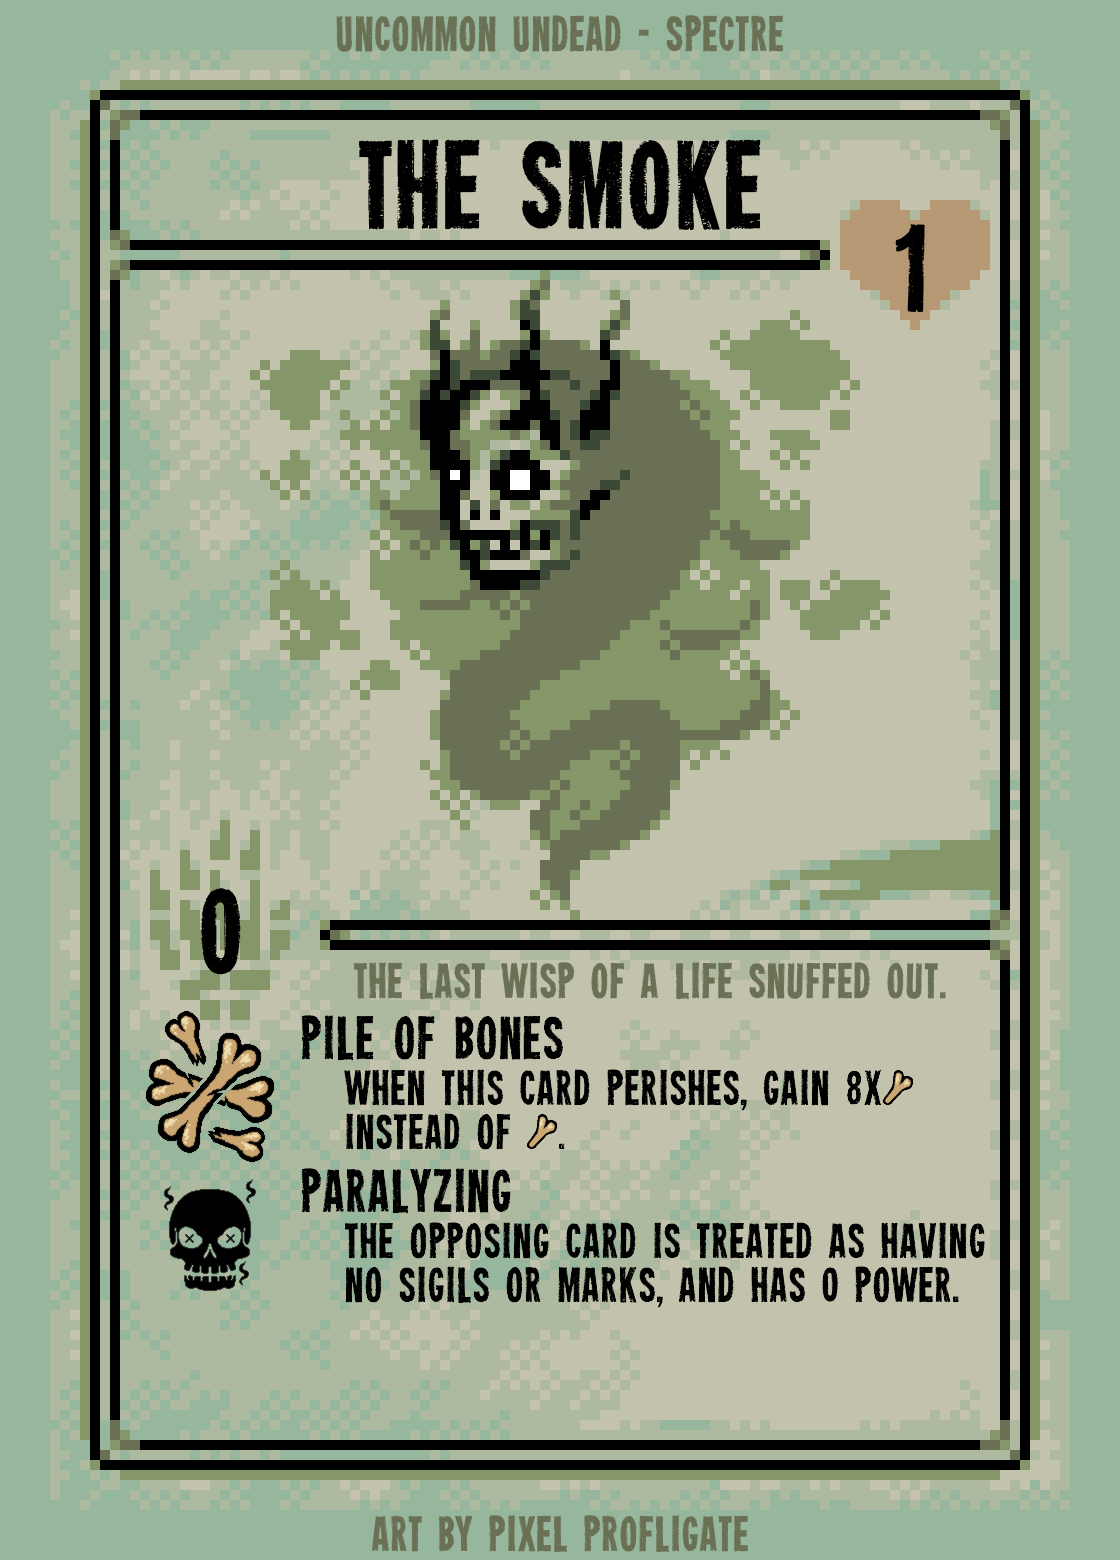 UNCOMMON UNDEAD - SPECTRE
THE SMOKE
1
0
THE LAST WISP OF A LIFE SNUFFED OUT.
PILE OF BONES
WHEN THIS CARD PERISHES, GAIN 8X
INSTEAD OF .
PARALYZING
THE OPPOSING CARD IS TREATED AS HAVING
NO SIGILS OR MARKS, AND HAS 0 POWER.
ART BY PIXEL PROFLIGATE